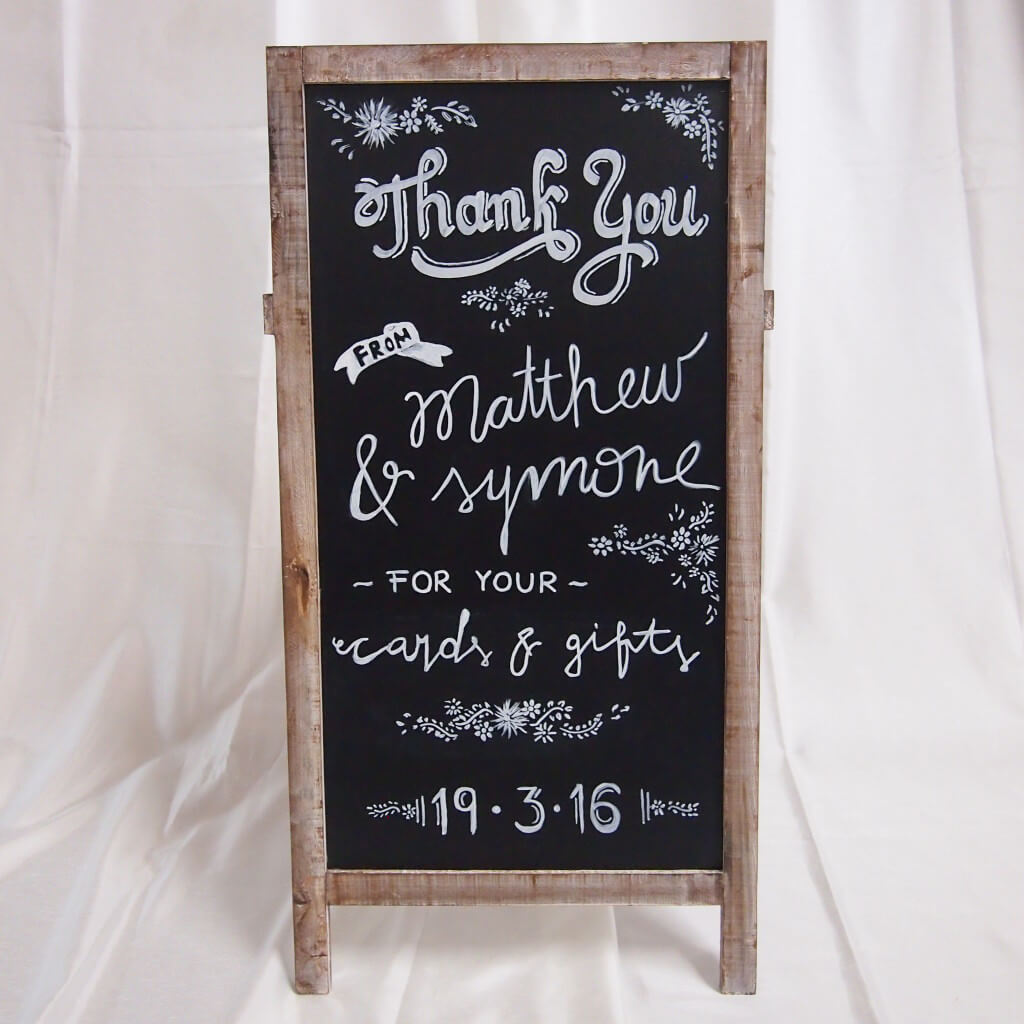 Thank You
FROM
Matthew
& symone
~ FOR YOUR ~
cards & gifts
19·3·16